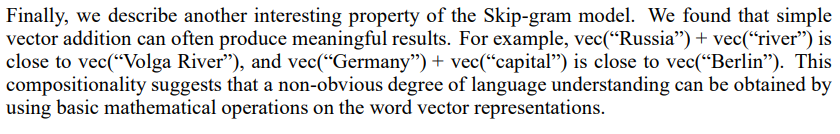 Finally, we describe another interesting property of the Skip-gram model. We found that simple
vector addition can often produce meaningful results. For example, vec(“Russia”) + vec(“river”) is
close to vec(“Volga River”), and vec(“Germany”) + vec(“capital”) is close to vec(“Berlin”). This
compositionality suggests that a non-obvious degree of language understanding can be obtained by
using basic mathematical operations on the word vector representations.